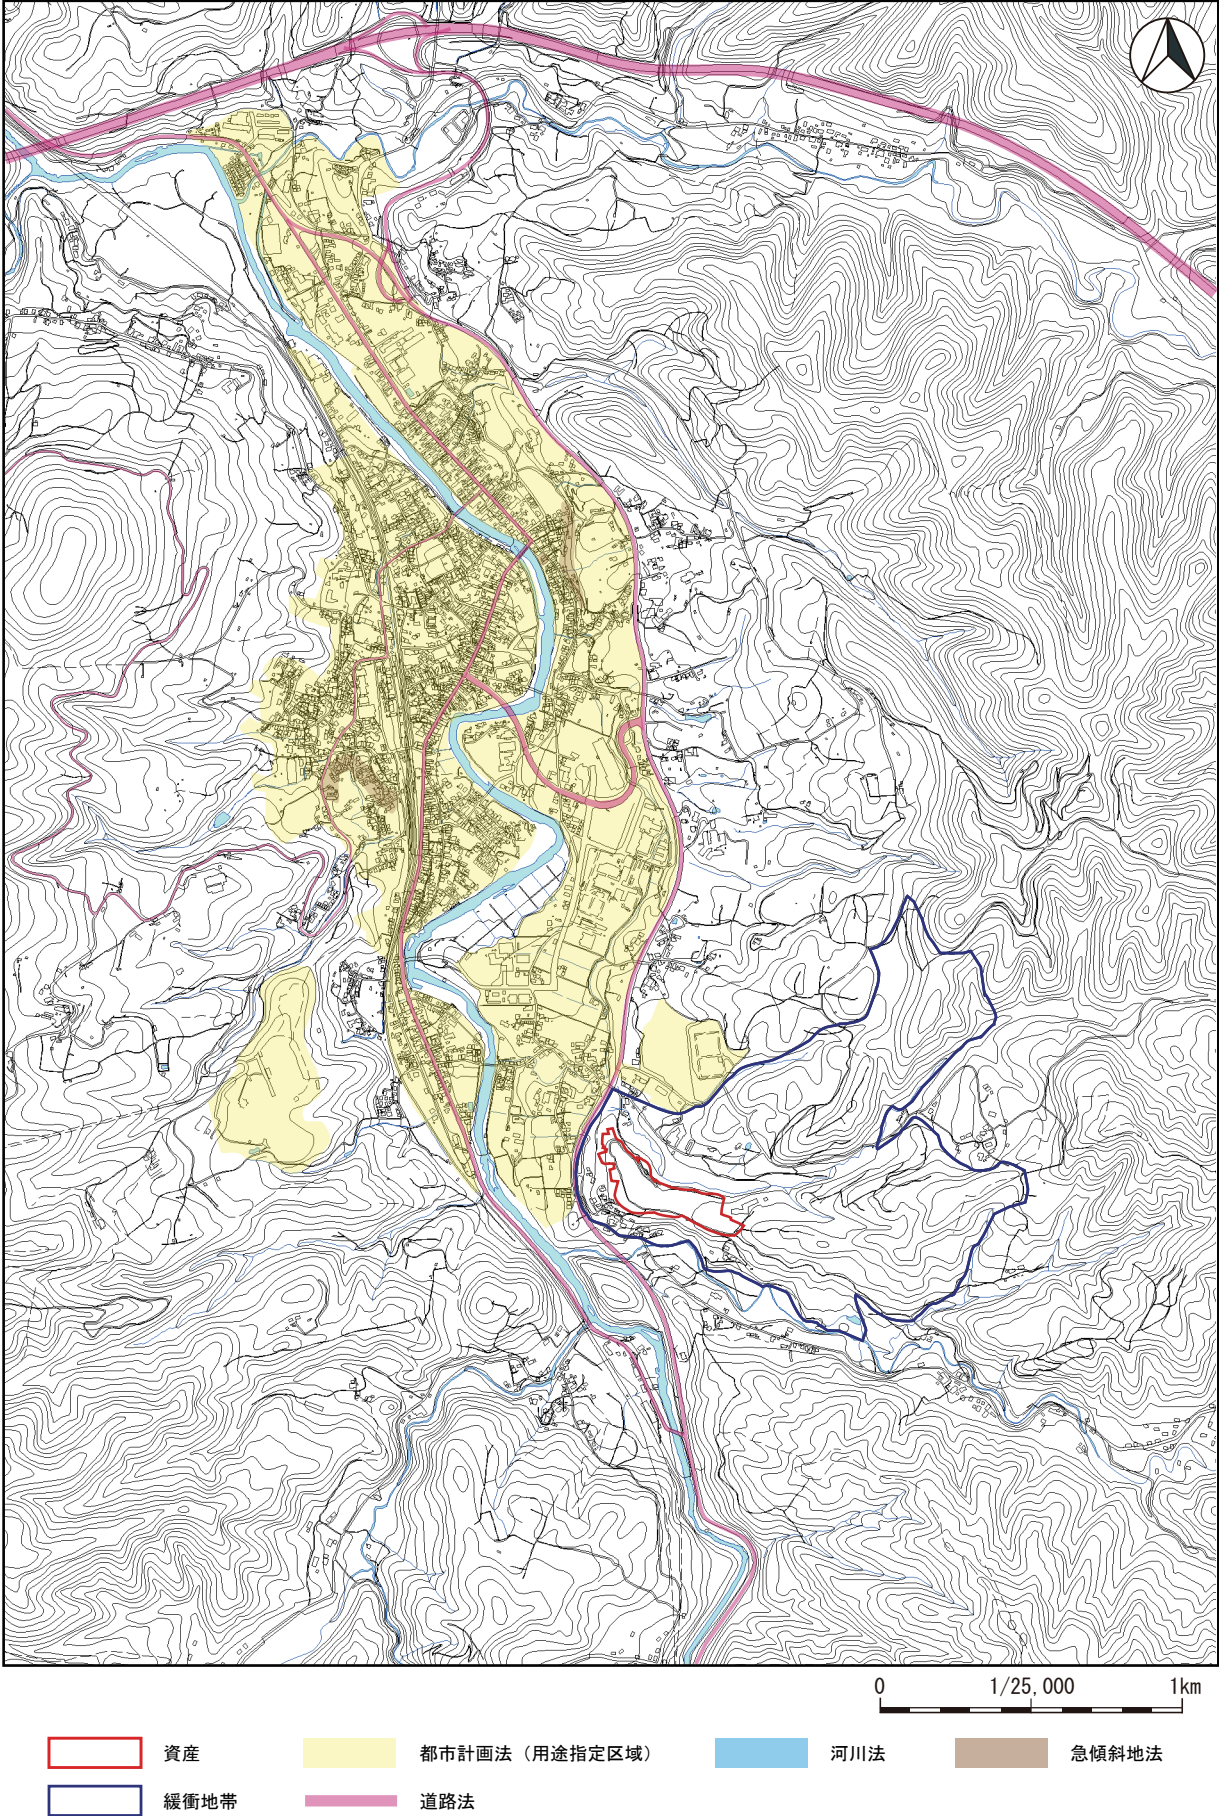 0 1/25,000 1km
資産 都市計画法（用途指定区域） 河川法 急傾斜地法
緩衝地帯 道路法